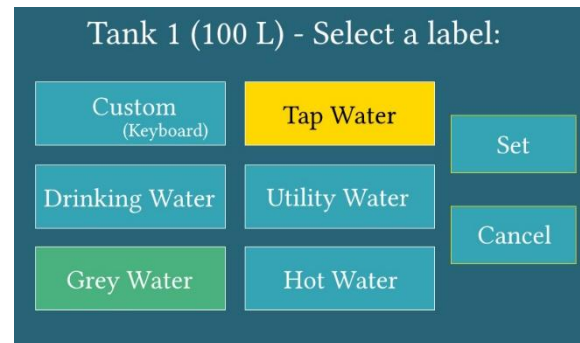 Tank 1 (100 L) - Select a label:
Custom
(Keyboard)
Tap Water
Set
Drinking Water
Utility Water
Cancel
Grey Water
Hot Water